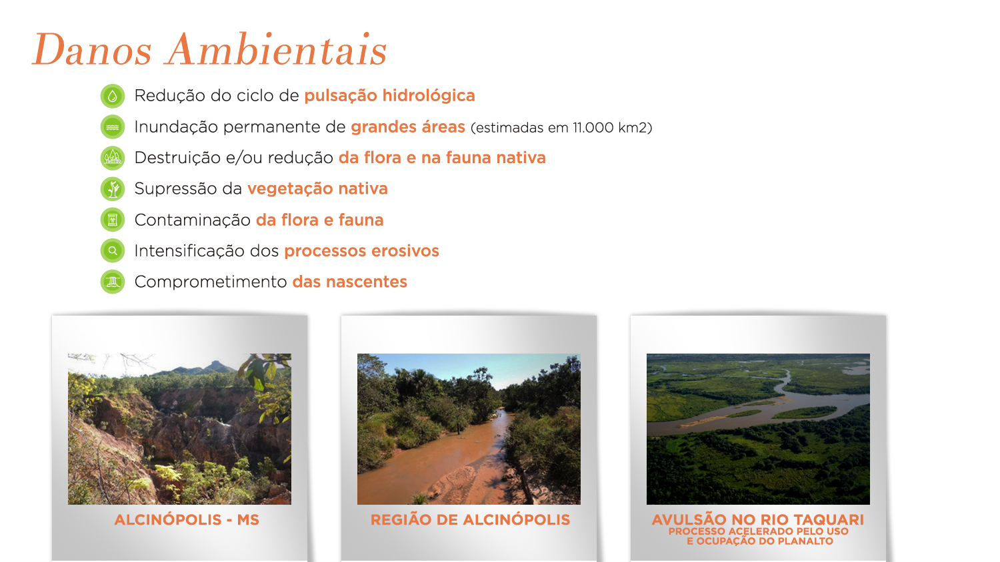 Danos Ambientais
Redução do ciclo de pulsação hidrológica
Inundação permanente de grandes áreas (estimadas em 11.000 km2)
Destruição e/ou redução da flora e na fauna nativa
Supressão da vegetação nativa
Contaminação da flora e fauna
Intensificação dos processos erosivos
Comprometimento das nascentes
ALCINÓPOLIS - MS
REGIÃO DE ALCINÓPOLIS
AVULSÃO NO RIO TAQUARI
PROCESSO ACELERADO PELO USO
E OCUPAÇÃO DO PLANALTO